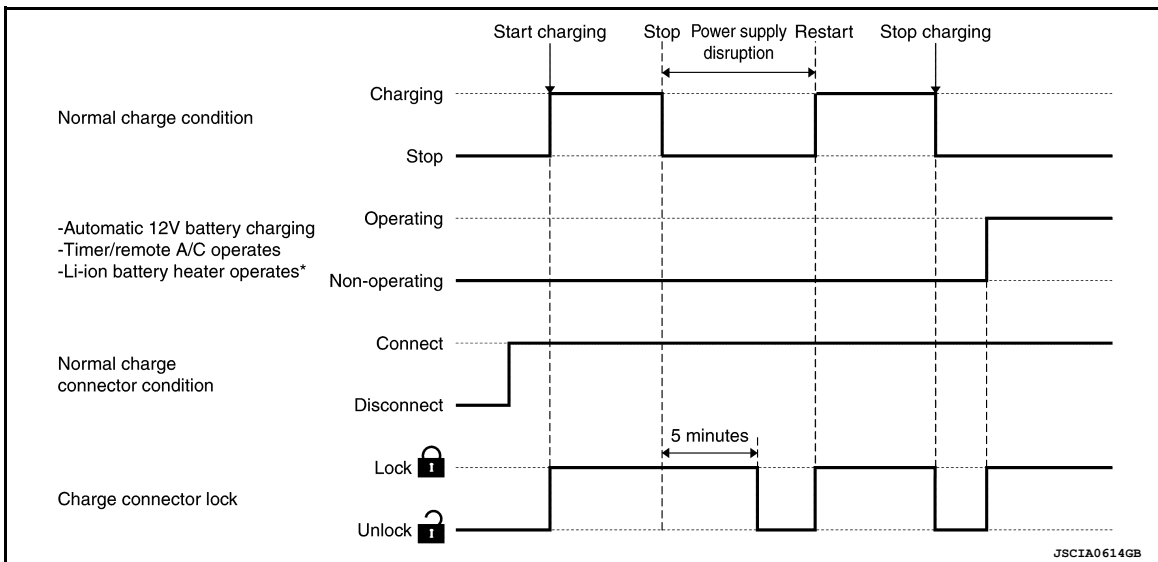 Start charging
Stop
Power supply
disruption
Restart
Stop charging
Normal charge condition
Charging
Stop
-Automatic 12V battery charging
-Timer/remote A/C operates
-Li-ion battery heater operates*
Operating
Non-operating
Normal charge
connector condition
Connect
Disconnect
5 minutes
Charge connector lock
Lock
Unlock
JSCIA0614GB